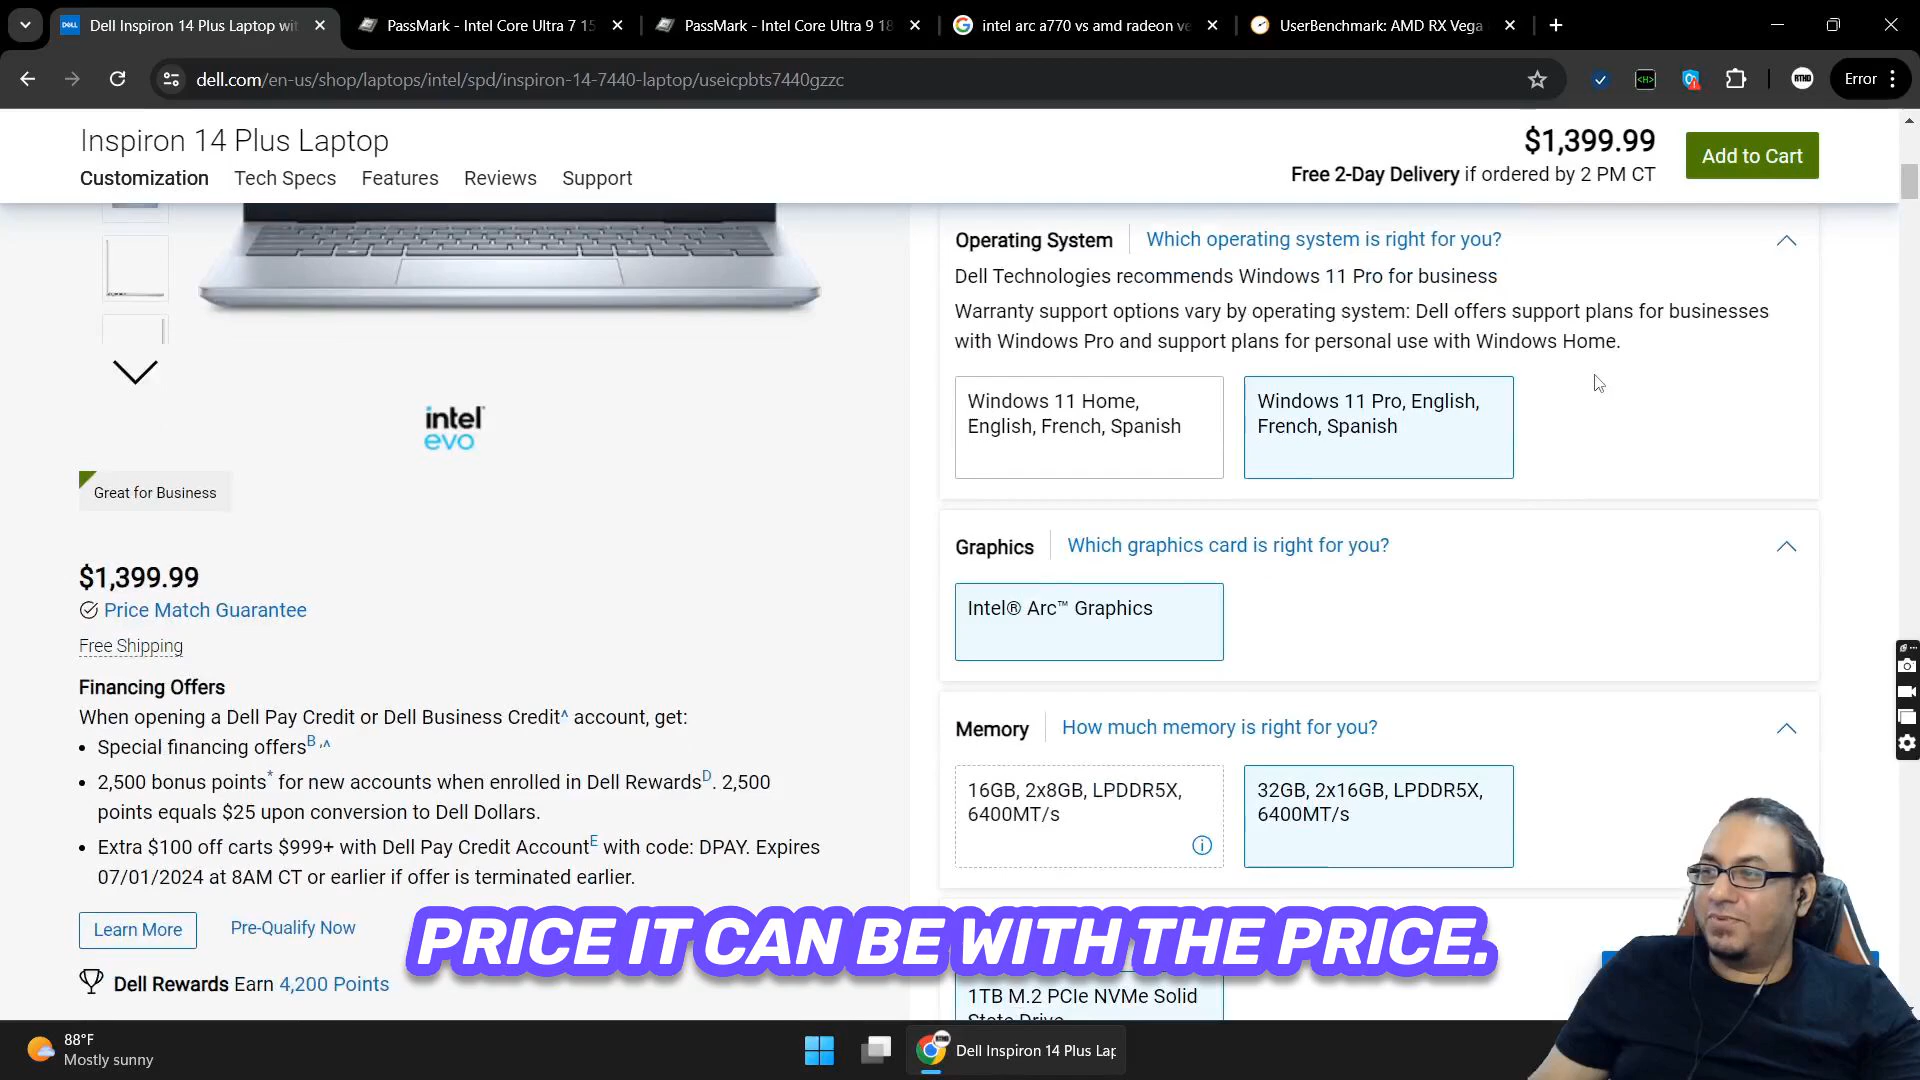 Dell Inspiron 14 Plus Laptop wit
PassMark - Intel Core Ultra 7 15
PassMark - Intel Core Ultra 9 18
intel arc a770 vs amd radeon ve
UserBenchmark: AMD RX Vega
dell.com/en-us/shop/laptops/intel/spd/inspiron-14-7440-laptop/useicpbts7440gzzc
Error
Inspiron 14 Plus Laptop
Customization Tech Specs Features Reviews Support
$1,399.99
Free 2-Day Delivery if ordered by 2 PM CT
Add to Cart
intel
evo
Great for Business
$1,399.99
Price Match Guarantee
Free Shipping
Financing Offers
When opening a Dell Pay Credit or Dell Business Credit^ account, get:
• Special financing offersB ,^
• 2,500 bonus points* for new accounts when enrolled in Dell RewardsD. 2,500
points equals $25 upon conversion to Dell Dollars.
• Extra $100 off carts $999+ with Dell Pay Credit AccountE with code: DPAY. Expires
07/01/2024 at 8AM CT or earlier if offer is terminated earlier.
Learn More Pre-Qualify Now
Dell Rewards Earn 4,200 Points
Operating System Which operating system is right for you?
Dell Technologies recommends Windows 11 Pro for business
Warranty support options vary by operating system: Dell offers support plans for businesses
with Windows Pro and support plans for personal use with Windows Home.
Windows 11 Home,
English, French, Spanish
Windows 11 Pro, English,
French, Spanish
Graphics Which graphics card is right for you?
Intel® Arc™ Graphics
Memory How much memory is right for you?
16GB, 2x8GB, LPDDR5X,
6400MT/s
32GB, 2x16GB, LPDDR5X,
6400MT/s
1TB M.2 PCIe NVMe Solid
State Drive
PRICE IT CAN BE WITH THE PRICE.
88°F
Mostly sunny
Dell Inspiron 14 Plus Lap